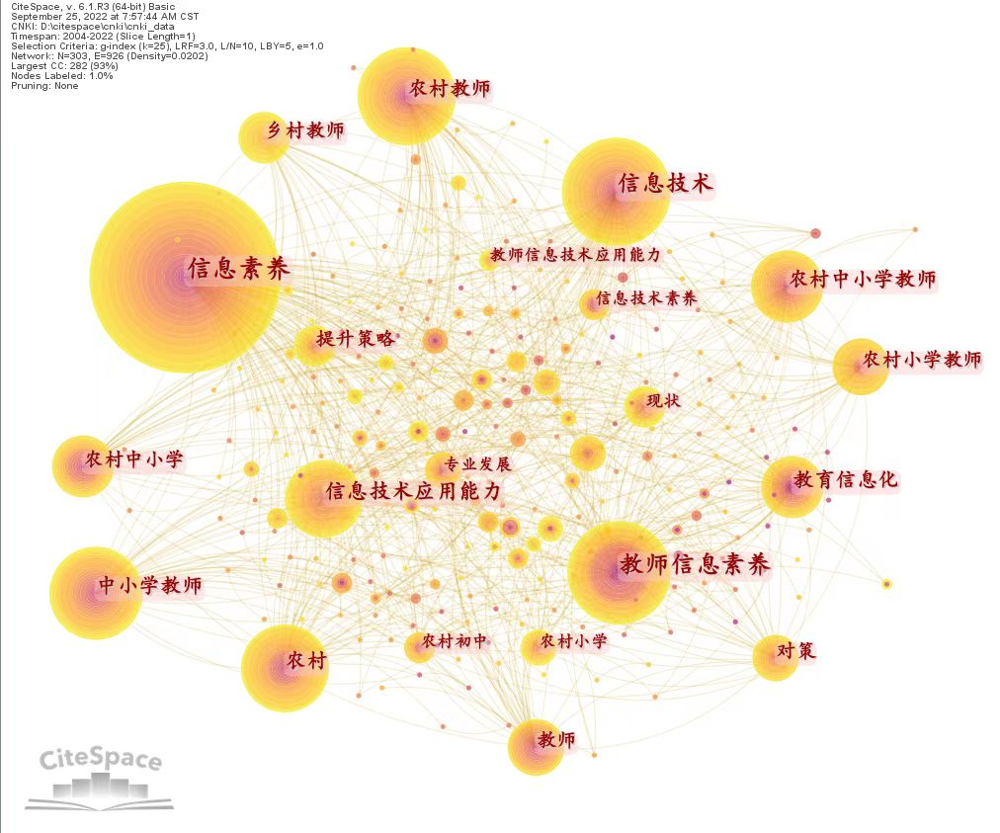 CiteSpace, v. 6.1.R3 (64-bit) Basic
September 25, 2022 at 7:57:44 AM CST
CNKI: D:\citespace\cnki\cnki_data
Timespan: 2004-2022 (Slice Length=1)
Selection Criteria: g-index (k=25), LRF=3.0, L/N=10, LBY=5, e=1.0
Network: N=303, E=926 (Density=0.0202)
Largest CC: 282 (93%)
Nodes Labeled: 1.0%
Pruning: None
农村教师
乡村教师
信息技术
教师信息技术应用能力
信息素养
农村中小学教师
信息技术素养
提升策略
农村小学教师
现状
农村中小学
专业发展
教育信息化
信息技术应用能力
教师信息素养
中小学教师
农村初中
农村小学
对策
农村
教师
CiteSpace